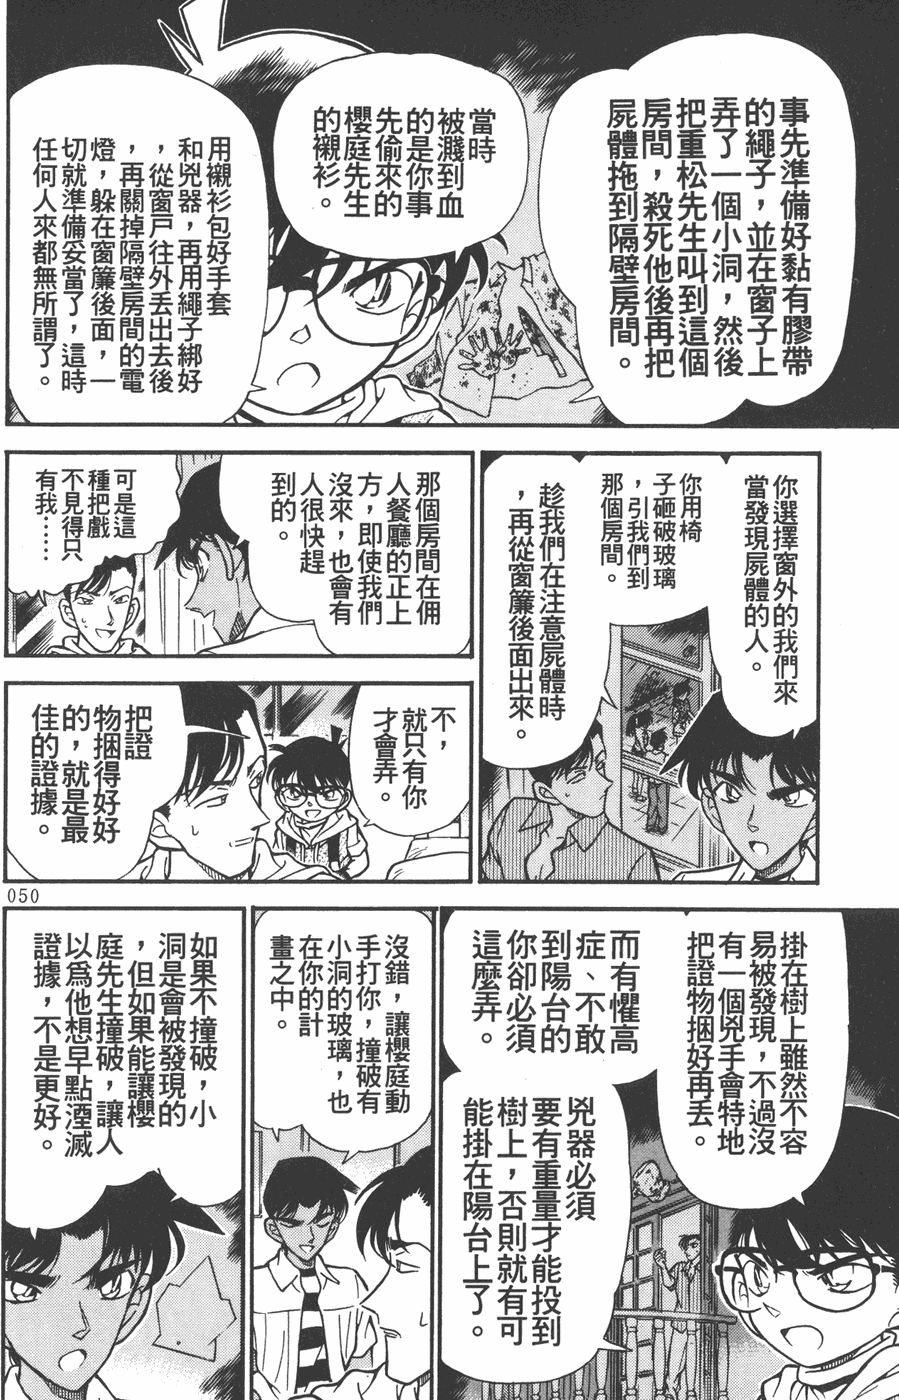 事先準備好黏有膠帶
的繩子，並在窗子上
弄了一個小洞，然後
把重松先生叫到這個
房間，殺死他後再把
屍體拖到隔壁房間。
當時
被濺到血
的是你事
先偷來的
櫻庭先生
的襯衫。
用襯衫包好手套
和兇器，再用繩子綁好
，從窗戶往外丟出去後
，再關掉隔壁房間的電
燈，躲在窗簾後面，一
切就準備妥當了，這時
任何人來都無所謂了。
你選擇窗外的我們來
當發現屍體的人。
你用椅
子砸破玻璃
，引我們到
那個房間。
趁我們在注意屍體時
，再從窗簾後面出來。
那個房間在佣
人餐廳的正上
方，即使我們
沒來，也會有
人很快趕
到的。
可是這
種把戲
不見得只
有我……
不，
就只有你
才會弄。
把證
物捆得好好
的，就是最
佳的證據。
050
掛在樹上雖然不容
易被發現，不過沒
有一個兇手會特地
把證物捆好再丟。
而有懼高
症、不敢
到陽台的
你卻必須
這麼弄。
兇器必須
要有重量才能投到
樹上，否則就有可
能掛在陽台上了。
沒錯，讓櫻庭動
手打你，撞破有
小洞的玻璃，也
在你的計
畫之中。
如果不撞破，小
洞是會被發現的
，但如果能讓櫻
庭先生撞破，讓人
以為他想早點湮滅
證據，不是更好。